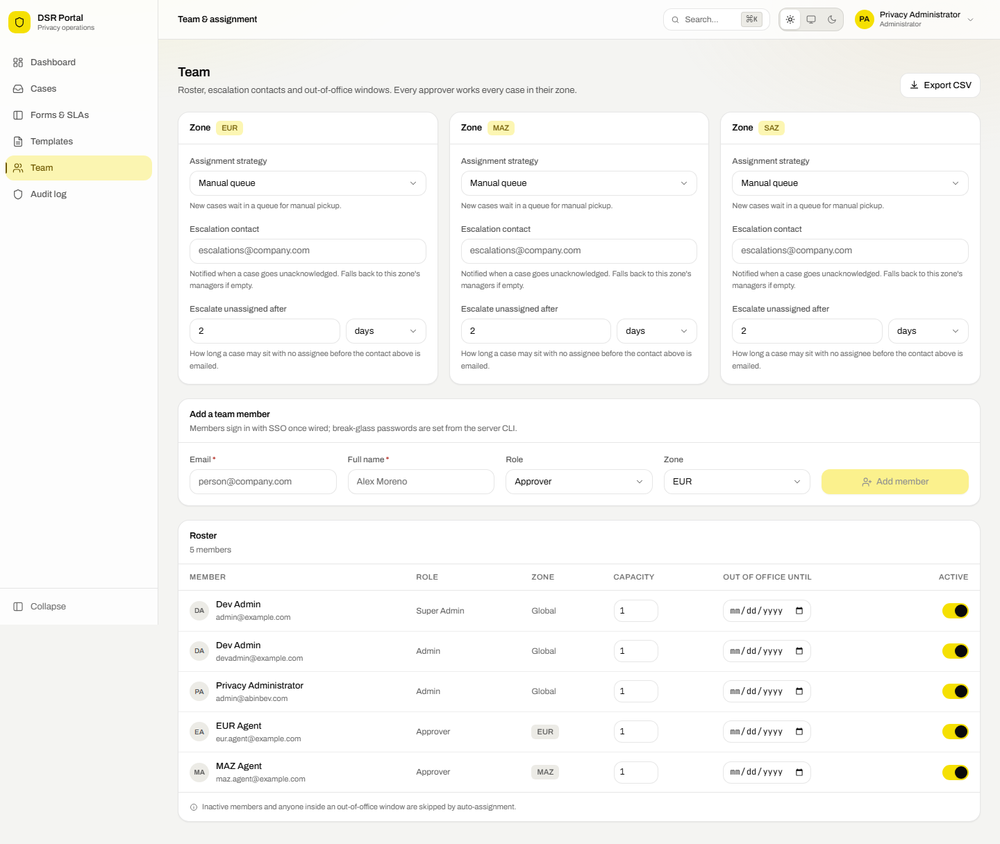 DSR Portal
Privacy operations
Dashboard
Cases
Forms & SLAs
Templates
Team
Audit log
Collapse
Team & assignment
Search...
⌘K
PA
Privacy Administrator
Administrator
Team
Roster, escalation contacts and out-of-office windows. Every approver works every case in their zone.
Export CSV
Zone EUR
Assignment strategy
Manual queue
New cases wait in a queue for manual pickup.
Escalation contact
escalations@company.com
Notified when a case goes unacknowledged. Falls back to this zone's
managers if empty.
Escalate unassigned after
2 days
How long a case may sit with no assignee before the contact above is
emailed.
Zone MAZ
Assignment strategy
Manual queue
New cases wait in a queue for manual pickup.
Escalation contact
escalations@company.com
Notified when a case goes unacknowledged. Falls back to this zone's
managers if empty.
Escalate unassigned after
2 days
How long a case may sit with no assignee before the contact above is
emailed.
Zone SAZ
Assignment strategy
Manual queue
New cases wait in a queue for manual pickup.
Escalation contact
escalations@company.com
Notified when a case goes unacknowledged. Falls back to this zone's
managers if empty.
Escalate unassigned after
2 days
How long a case may sit with no assignee before the contact above is
emailed.
Add a team member
Members sign in with SSO once wired; break-glass passwords are set from the server CLI.
Email * Full name * Role Zone
person@company.com Alex Moreno Approver EUR Add member
Roster
5 members
MEMBER ROLE ZONE CAPACITY OUT OF OFFICE UNTIL ACTIVE
DA Dev Admin Super Admin Global 1 mm/dd/yyyy
admin@example.com
DA Dev Admin Admin Global 1 mm/dd/yyyy
devadmin@example.com
PA Privacy Administrator Admin Global 1 mm/dd/yyyy
admin@abinbev.com
EA EUR Agent Approver EUR 1 mm/dd/yyyy
eur.agent@example.com
MA MAZ Agent Approver MAZ 1 mm/dd/yyyy
maz.agent@example.com
Inactive members and anyone inside an out-of-office window are skipped by auto-assignment.